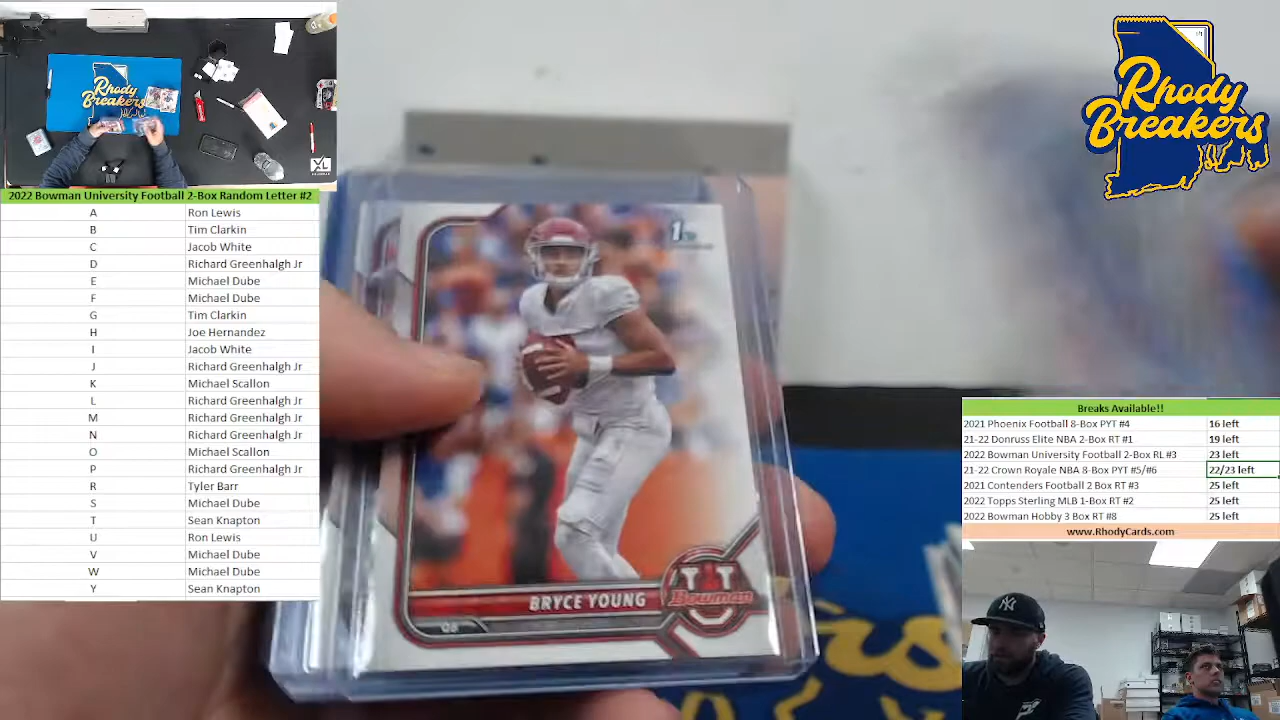 2022 Bowman University Football 2-Box Random Letter #2
A Ron Lewis
B Tim Clarkin
C Jacob White
D Richard Greenhalgh Jr
E Michael Dube
F Michael Dube
G Tim Clarkin
H Joe Hernandez
I Jacob White
J Richard Greenhalgh Jr
K Michael Scallon
L Richard Greenhalgh Jr
M Richard Greenhalgh Jr
N Richard Greenhalgh Jr
O Michael Scallon
P Richard Greenhalgh Jr
R Tyler Barr
S Michael Dube
T Sean Knapton
U Ron Lewis
V Michael Dube
W Michael Dube
Y Sean Knapton
Rhody
Breakers
XL
1st
BRYCE YOUNG
QB
U
Bowman
Rhody
Breakers
Breaks Available!!
2021 Phoenix Football 8-Box PYT #4 16 left
21-22 Donruss Elite NBA 2-Box RT #1 19 left
2022 Bowman University Football 2-Box RL #3 23 left
21-22 Crown Royale NBA 8-Box PYT #5/#6 22/23 left
2021 Contenders Football 2 Box RT #3 25 left
2022 Topps Sterling MLB 1-Box RT #2 25 left
2022 Bowman Hobby 3 Box RT #8 25 left
www.RhodyCards.com